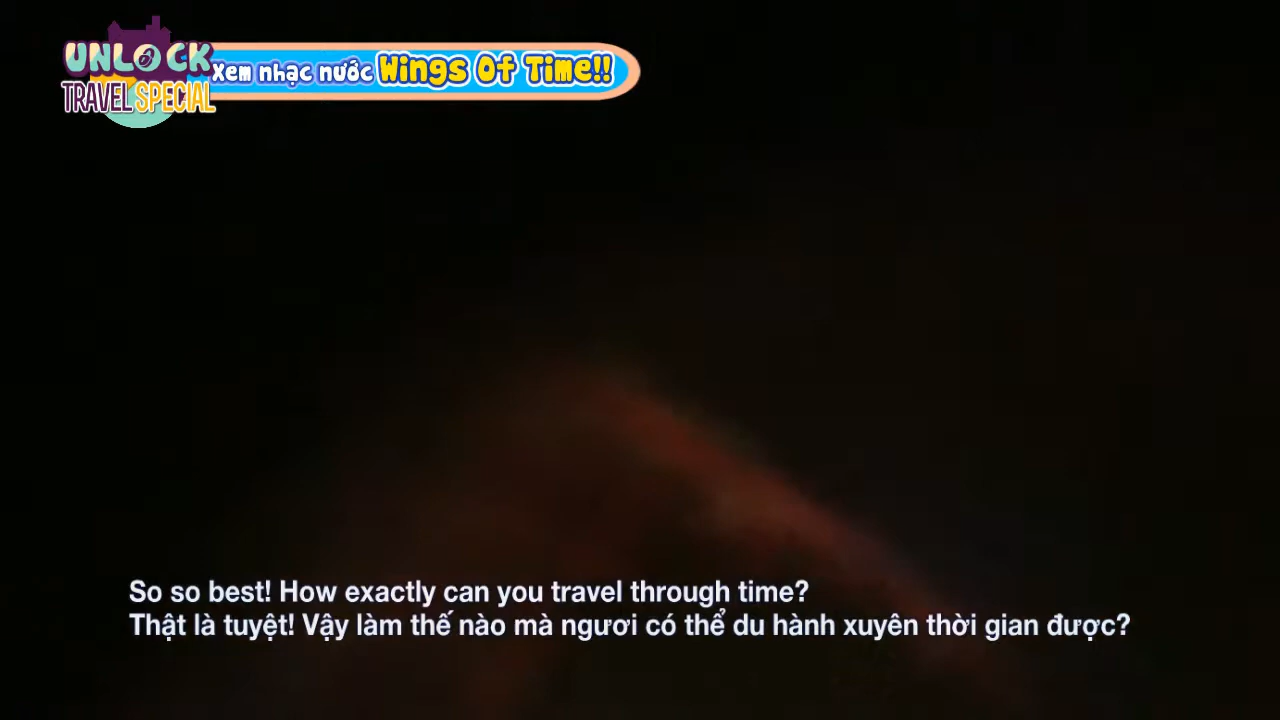 UNLOCK
TRAVEL SPECIAL
Xem nhạc nước Wings Of Time!!
So so best! How exactly can you travel through time?
Thật là tuyệt! Vậy làm thế nào mà ngươi có thể du hành xuyên thời gian được?